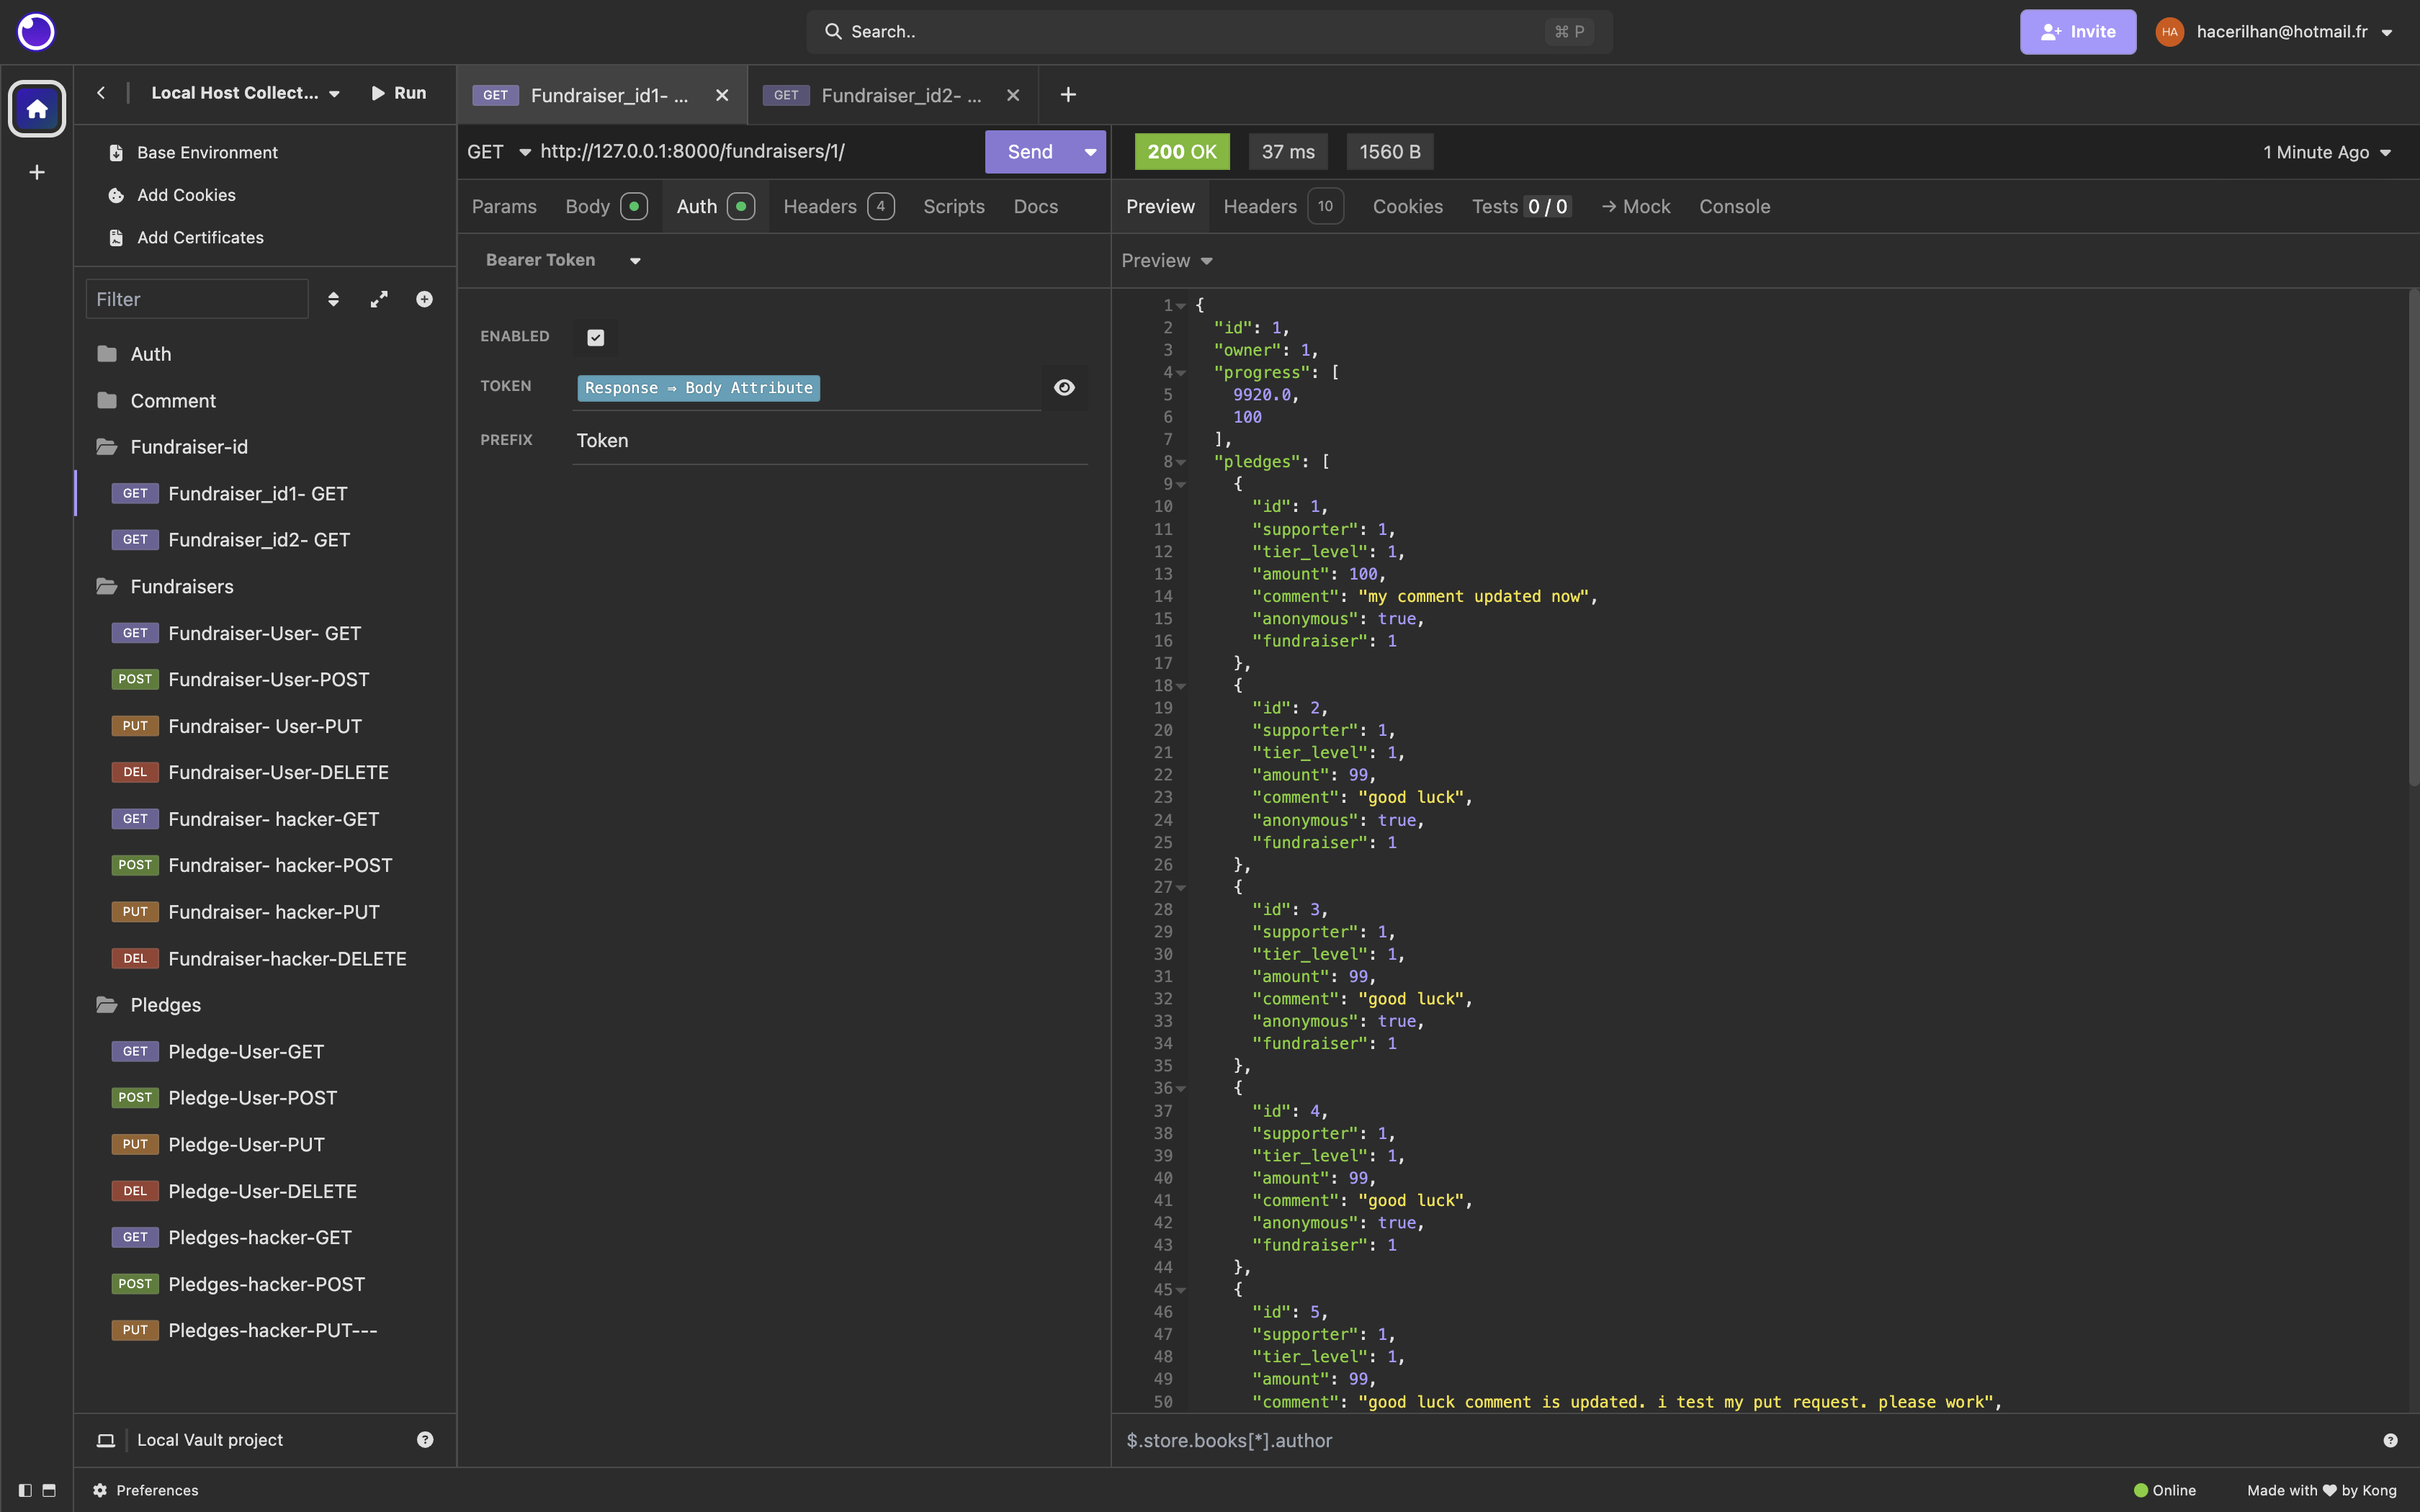 Search..
⌘ P
Invite
HA
hacerilhan@hotmail.fr
Local Host Collect...
Run
GET Fundraiser_id1- ...
GET Fundraiser_id2- ...
Base Environment
Add Cookies
Add Certificates
Filter
Auth
Comment
Fundraiser-id
GET Fundraiser_id1- GET
GET Fundraiser_id2- GET
Fundraisers
GET Fundraiser-User- GET
POST Fundraiser-User-POST
PUT Fundraiser- User-PUT
DEL Fundraiser-User-DELETE
GET Fundraiser- hacker-GET
POST Fundraiser- hacker-POST
PUT Fundraiser- hacker-PUT
DEL Fundraiser-hacker-DELETE
Pledges
GET Pledge-User-GET
POST Pledge-User-POST
PUT Pledge-User-PUT
DEL Pledge-User-DELETE
GET Pledges-hacker-GET
POST Pledges-hacker-POST
PUT Pledges-hacker-PUT---
Local Vault project
GET http://127.0.0.1:8000/fundraisers/1/ Send
Params Body Auth Headers 4 Scripts Docs
Bearer Token
ENABLED
TOKEN Response → Body Attribute
PREFIX Token
200 OK 37 ms 1560 B 1 Minute Ago
Preview Headers 10 Cookies Tests 0 / 0 → Mock Console
Preview
1 {
2 "id": 1,
3 "owner": 1,
4 "progress": [
5 9920.0,
6 100
7 ],
8 "pledges": [
9 {
10 "id": 1,
11 "supporter": 1,
12 "tier_level": 1,
13 "amount": 100,
14 "comment": "my comment updated now",
15 "anonymous": true,
16 "fundraiser": 1
17 },
18 {
19 "id": 2,
20 "supporter": 1,
21 "tier_level": 1,
22 "amount": 99,
23 "comment": "good luck",
24 "anonymous": true,
25 "fundraiser": 1
26 },
27 {
28 "id": 3,
29 "supporter": 1,
30 "tier_level": 1,
31 "amount": 99,
32 "comment": "good luck",
33 "anonymous": true,
34 "fundraiser": 1
35 },
36 {
37 "id": 4,
38 "supporter": 1,
39 "tier_level": 1,
40 "amount": 99,
41 "comment": "good luck",
42 "anonymous": true,
43 "fundraiser": 1
44 },
45 {
46 "id": 5,
47 "supporter": 1,
48 "tier_level": 1,
49 "amount": 99,
50 "comment": "good luck comment is updated. i test my put request. please work",
$.store.books[*].author
Preferences
Online
Made with ♥ by Kong